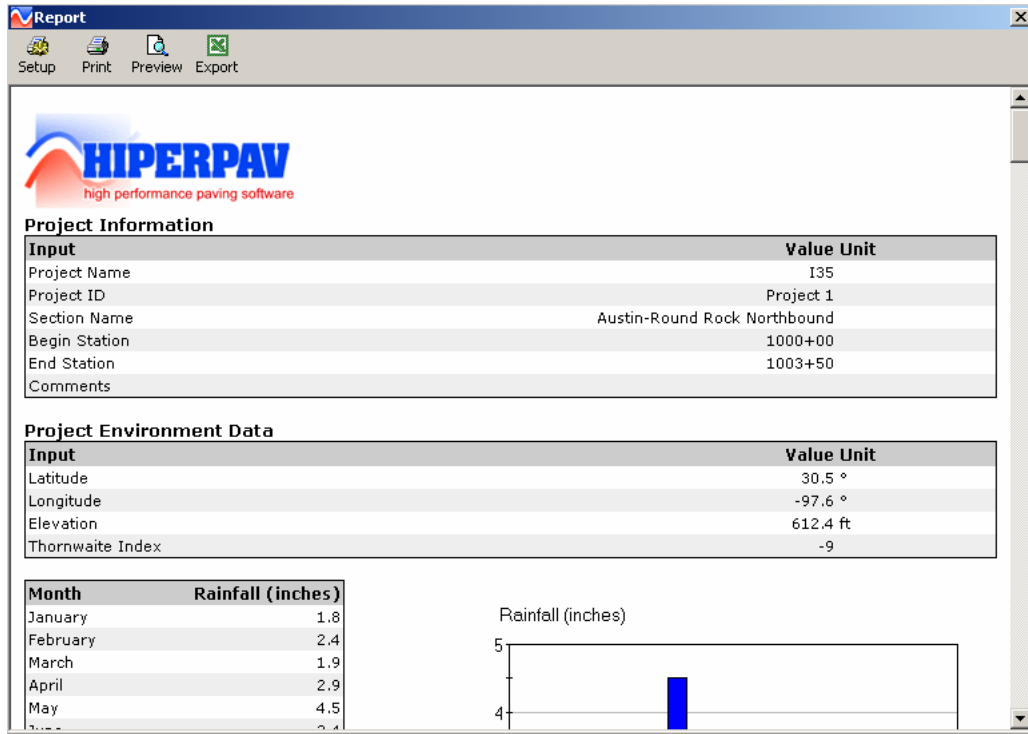 Report
Setup Print Preview Export
HIPERPAV
high performance paving software
Project Information
Input Value Unit
Project Name I35
Project ID Project 1
Section Name Austin-Round Rock Northbound
Begin Station 1000+00
End Station 1003+50
Comments
Project Environment Data
Input Value Unit
Latitude 30.5 °
Longitude -97.6 °
Elevation 612.4 ft
Thornwaite Index -9
Month Rainfall (inches)
January 1.8
February 2.4
March 1.9
April 2.9
May 4.5
Rainfall (inches)
5
4